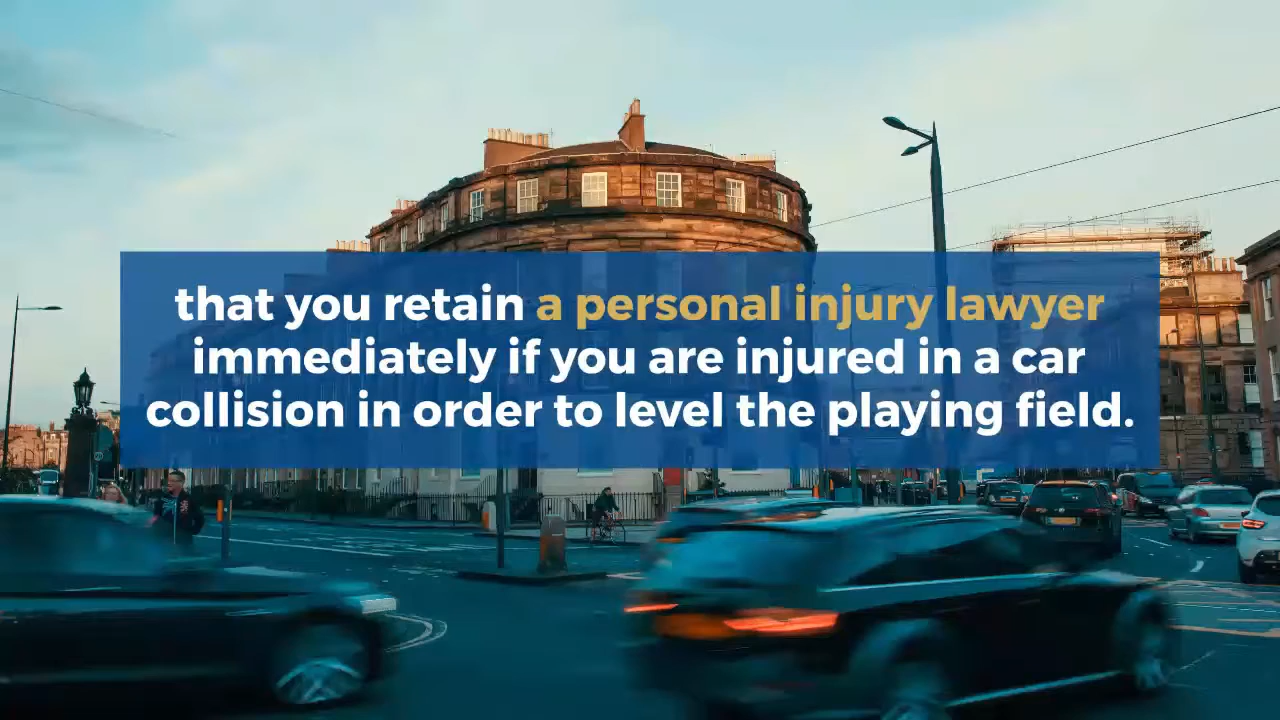 that you retain a personal injury lawyer
immediately if you are injured in a car
collision in order to level the playing field.